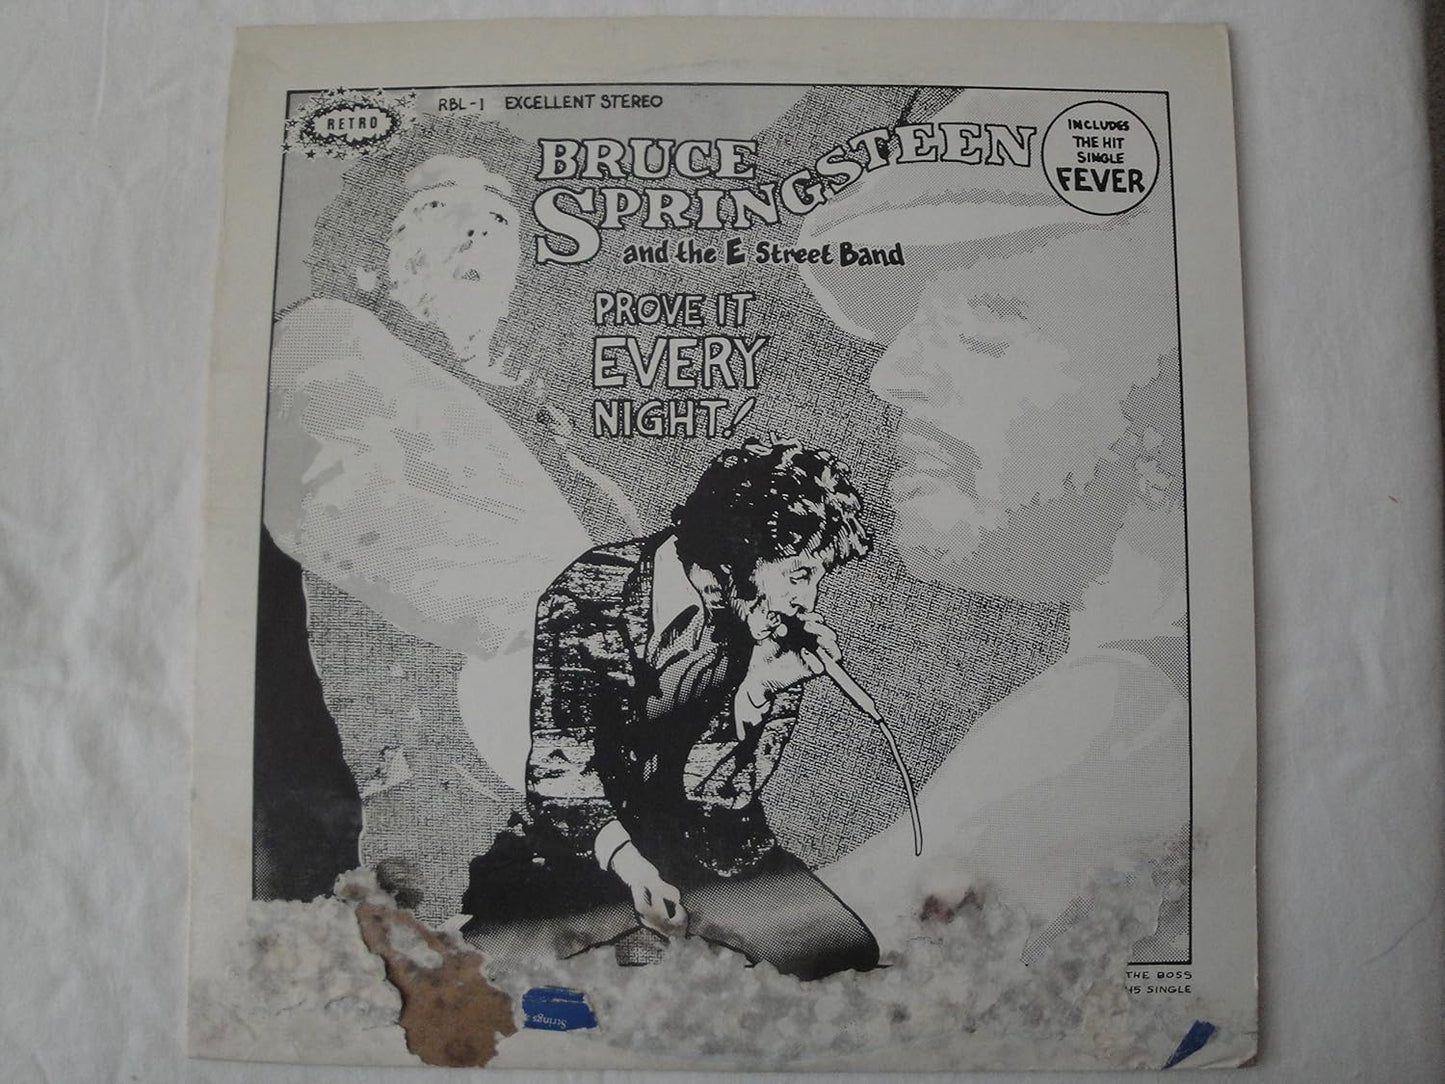 RETRO
RBL-1 EXCELLENT STEREO
BRUCE
SPRINGSTEEN
and the E Street Band
INCLUDES
THE HIT
SINGLE
FEVER
PROVE IT
EVERY
NIGHT!
THE BOSS
45 SINGLE
Strings